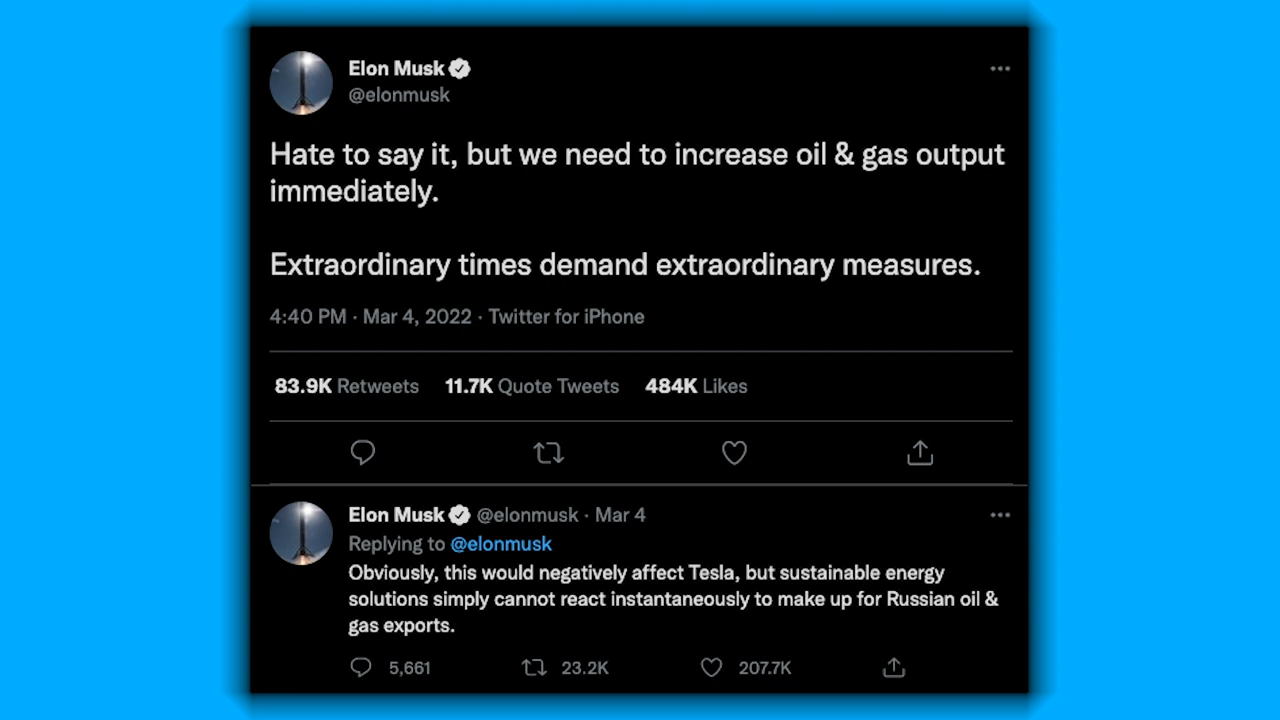 Elon Musk
@elonmusk
Hate to say it, but we need to increase oil & gas output
immediately.
Extraordinary times demand extraordinary measures.
4:40 PM · Mar 4, 2022 · Twitter for iPhone
83.9K Retweets 11.7K Quote Tweets 484K Likes
Elon Musk @elonmusk · Mar 4
Replying to @elonmusk
Obviously, this would negatively affect Tesla, but sustainable energy
solutions simply cannot react instantaneously to make up for Russian oil &
gas exports.
5,661 23.2K 207.7K